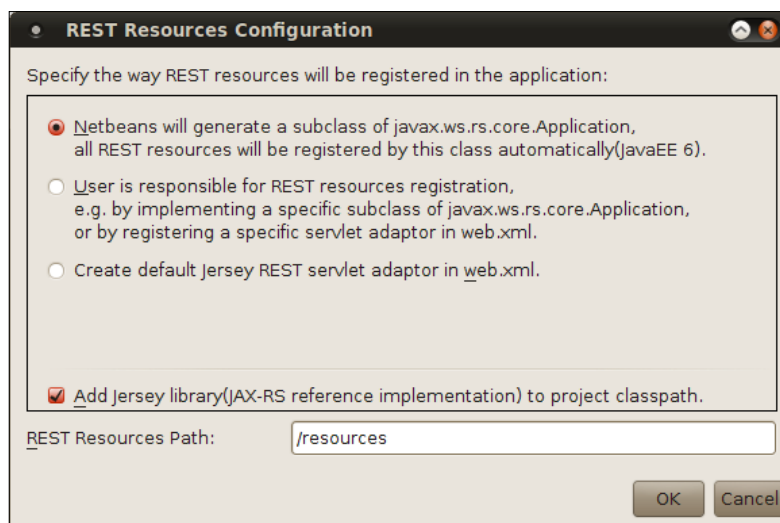 REST Resources Configuration
Specify the way REST resources will be registered in the application:
Netbeans will generate a subclass of javax.ws.rs.core.Application,
all REST resources will be registered by this class automatically(JavaEE 6).
User is responsible for REST resources registration,
e.g. by implementing a specific subclass of javax.ws.rs.core.Application,
or by registering a specific servlet adaptor in web.xml.
Create default Jersey REST servlet adaptor in web.xml.
Add Jersey library(JAX-RS reference implementation) to project classpath.
REST Resources Path: /resources
OK Cancel